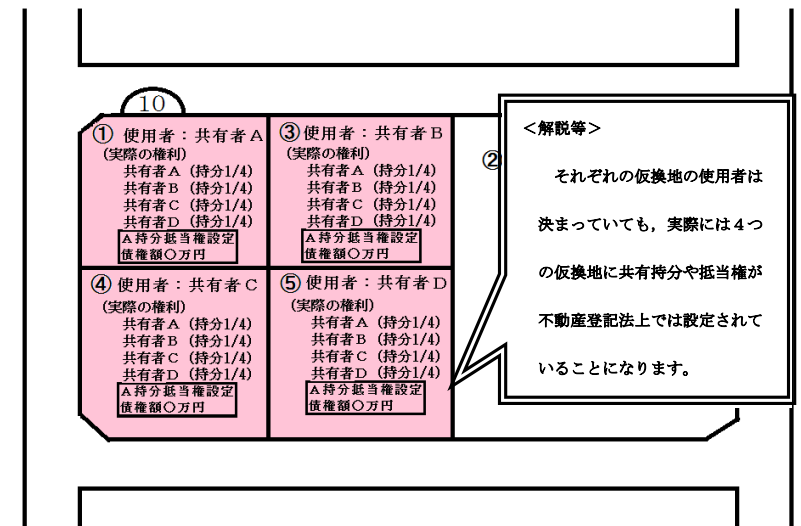 10
① 使用者：共有者A
(実際の権利)
共有者A (持分1/4)
共有者B (持分1/4)
共有者C (持分1/4)
共有者D (持分1/4)
A持分抵当権設定
債権額〇万円
③使用者：共有者B
(実際の権利)
共有者A (持分1/4)
共有者B (持分1/4)
共有者C (持分1/4)
共有者D (持分1/4)
A持分抵当権設定
債権額〇万円
②
④使用者：共有者C
(実際の権利)
共有者A (持分1/4)
共有者B (持分1/4)
共有者C (持分1/4)
共有者D (持分1/4)
A持分抵当権設定
債権額〇万円
⑤使用者：共有者D
(実際の権利)
共有者A (持分1/4)
共有者B (持分1/4)
共有者C (持分1/4)
共有者D (持分1/4)
A持分抵当権設定
債権額〇万円
＜解説等＞
それぞれの仮換地の使用者は
決まっていても，実際には４つ
の仮換地に共有持分や抵当権が
不動産登記法上では設定されて
いることになります。